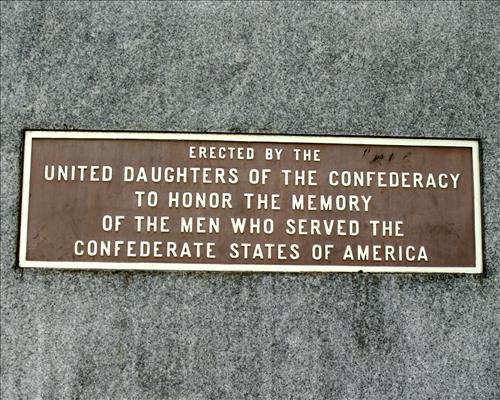 ERECTED BY THE
UNITED DAUGHTERS OF THE CONFEDERACY
TO HONOR THE MEMORY
OF THE MEN WHO SERVED THE
CONFEDERATE STATES OF AMERICA